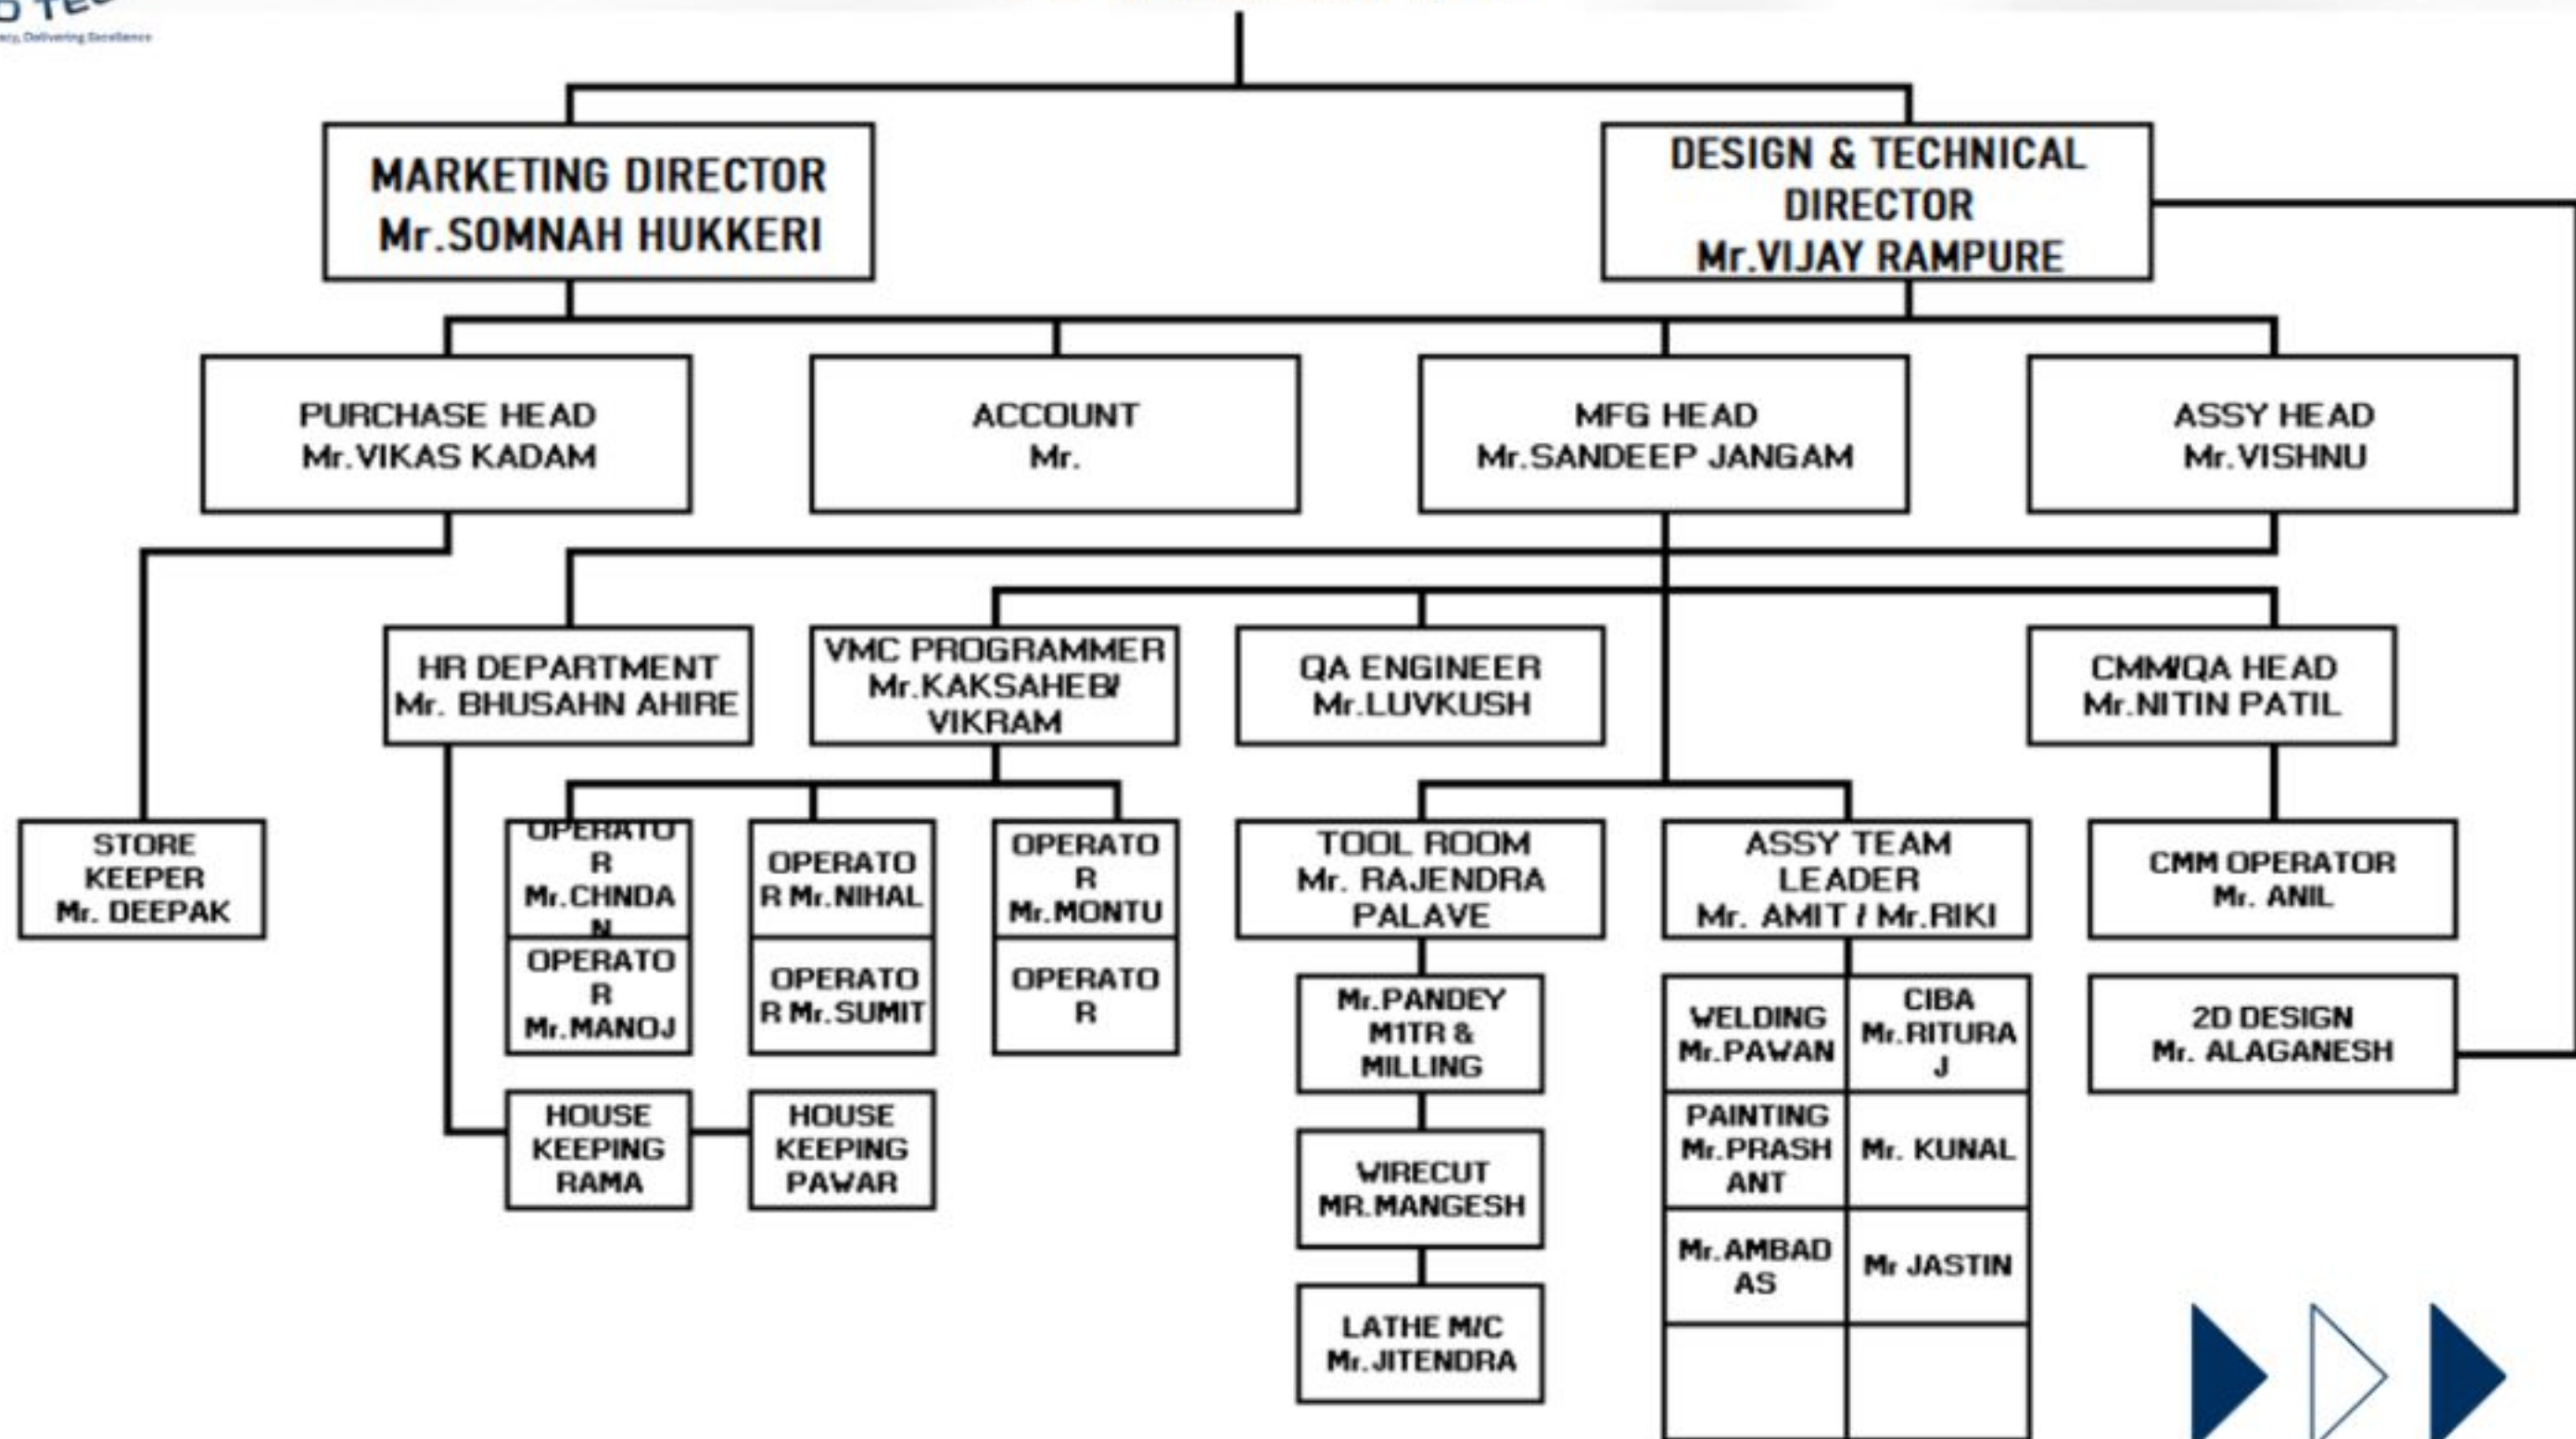 ncy, Delivering Excellence
MARKETING DIRECTOR
Mr.SOMNAH HUKKERI
DESIGN & TECHNICAL
DIRECTOR
Mr.VIJAY RAMPURE
PURCHASE HEAD
Mr.VIKAS KADAM
ACCOUNT
Mr.
MFG HEAD
Mr.SANDEEP JANGAM
ASSY HEAD
Mr.VISHNU
HR DEPARTMENT
Mr. BHUSAHN AHIRE
VMC PROGRAMMER
Mr.KAKSAHEB/
VIKRAM
QA ENGINEER
Mr.LUVKUSH
CMM/QA HEAD
Mr.NITIN PATIL
STORE
KEEPER
Mr. DEEPAK
OPERATO
R
Mr.CHNDA
N
OPERATO
R Mr.NIHAL
OPERATO
R
Mr.MONTU
TOOL ROOM
Mr. RAJENDRA
PALAVE
ASSY TEAM
LEADER
Mr. AMIT / Mr.RIKI
CMM OPERATOR
Mr. ANIL
OPERATO
R
Mr.MANOJ
OPERATO
R Mr.SUMIT
OPERATO
R
Mr.PANDEY
M1TR &
MILLING
WELDING
Mr.PAWAN
CIBA
Mr.RITURA
J
2D DESIGN
Mr. ALAGANESH
HOUSE
KEEPING
RAMA
HOUSE
KEEPING
PAWAR
WIRECUT
MR.MANGESH
PAINTING
Mr.PRASH
ANT
Mr. KUNAL
Mr.AMBAD
AS
Mr JASTIN
LATHE M/C
Mr.JITENDRA